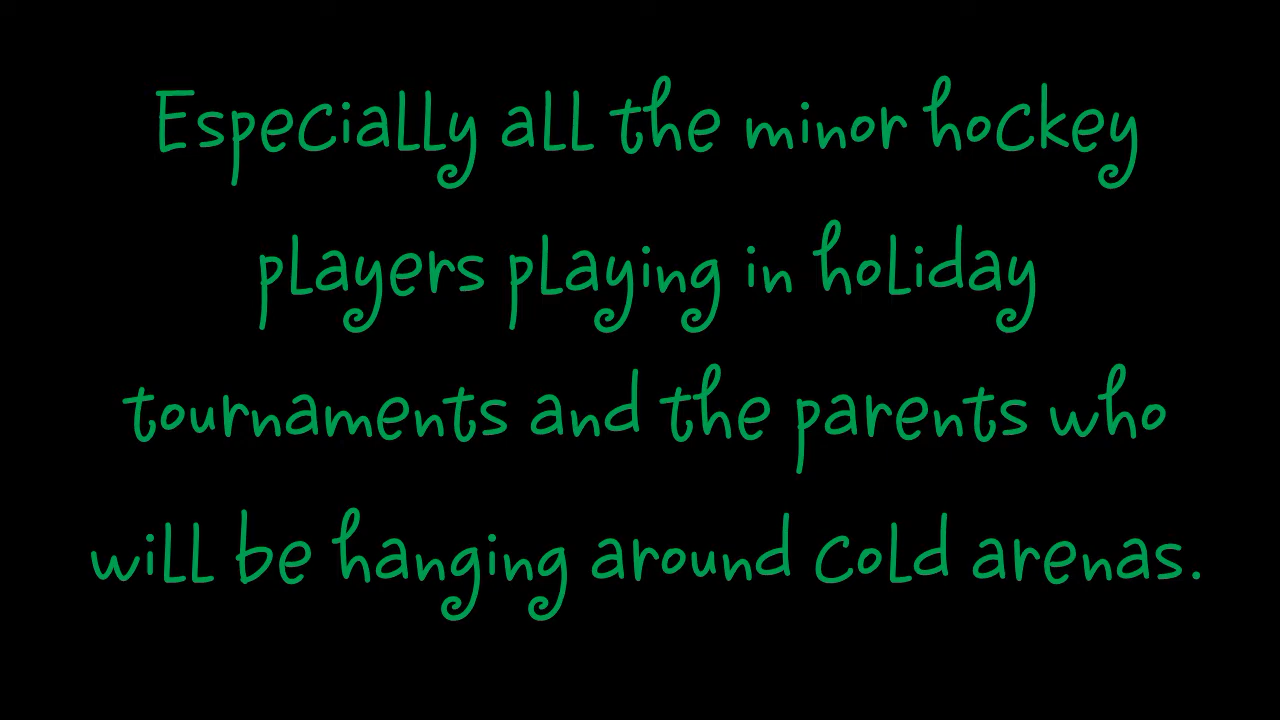 Especially all the minor hockey
players playing in holiday
tournaments and the parents who
will be hanging around cold arenas.